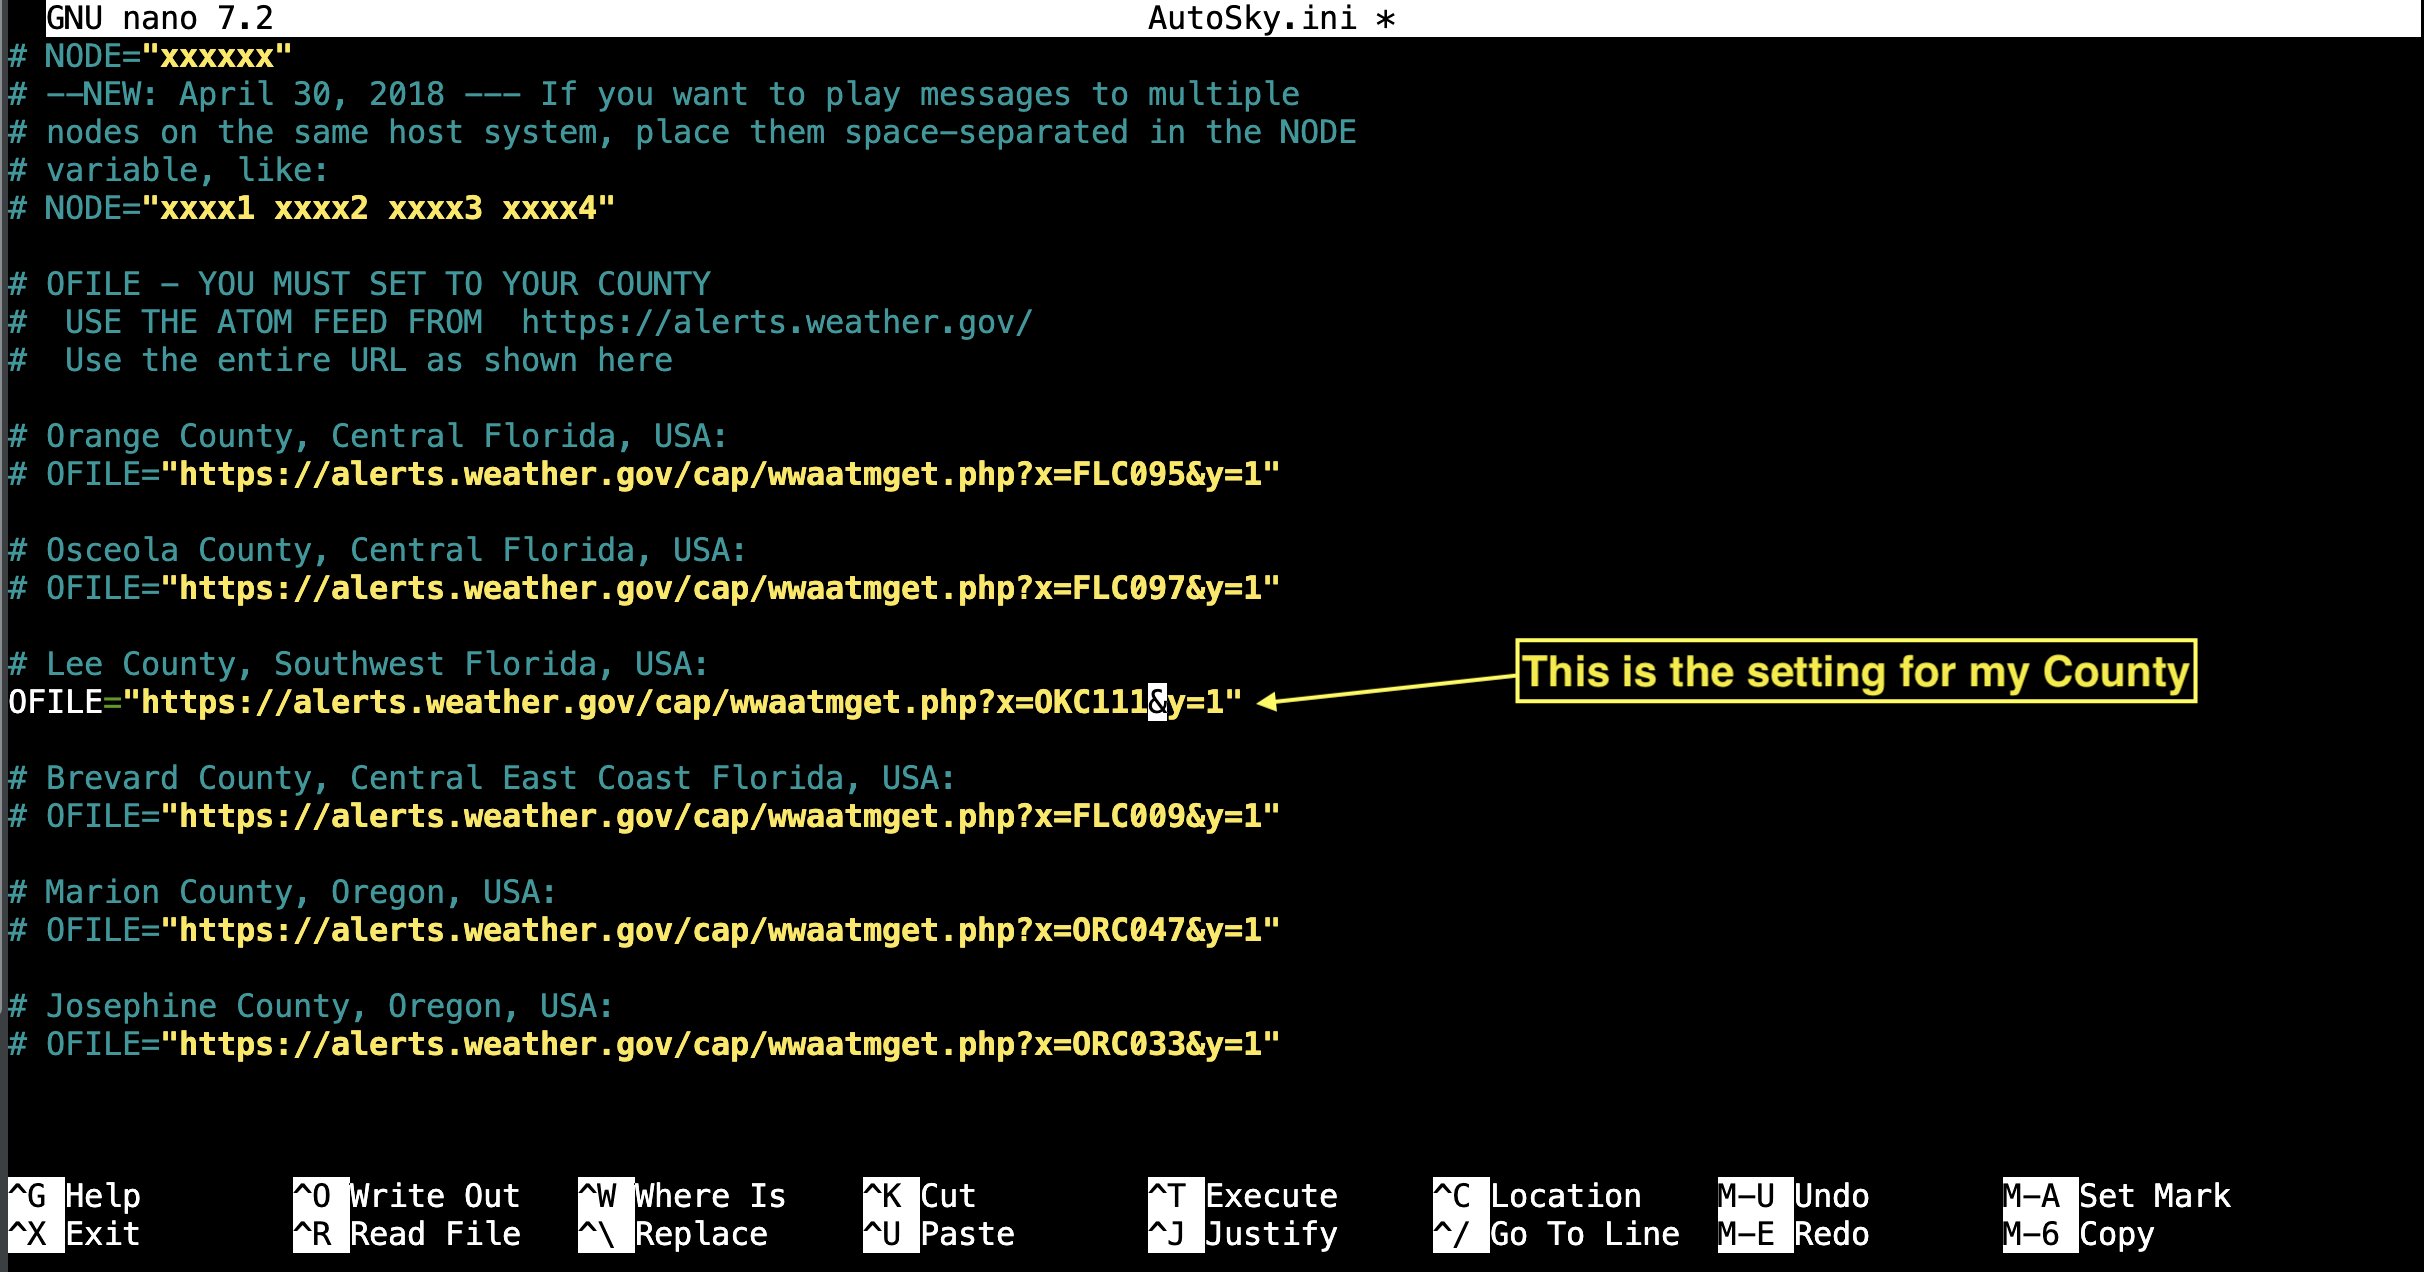 GNU nano 7.2 AutoSky.ini *
# NODE="xxxxxx"
# --NEW: April 30, 2018 --- If you want to play messages to multiple
# nodes on the same host system, place them space-separated in the NODE
# variable, like:
# NODE="xxxx1 xxxx2 xxxx3 xxxx4"
# OFILE - YOU MUST SET TO YOUR COUNTY
#  USE THE ATOM FEED FROM  https://alerts.weather.gov/
#  Use the entire URL as shown here
# Orange County, Central Florida, USA:
# OFILE="https://alerts.weather.gov/cap/wwaatmget.php?x=FLC095&y=1"
# Osceola County, Central Florida, USA:
# OFILE="https://alerts.weather.gov/cap/wwaatmget.php?x=FLC097&y=1"
# Lee County, Southwest Florida, USA:
OFILE="https://alerts.weather.gov/cap/wwaatmget.php?x=OKC111&y=1"
This is the setting for my County
# Brevard County, Central East Coast Florida, USA:
# OFILE="https://alerts.weather.gov/cap/wwaatmget.php?x=FLC009&y=1"
# Marion County, Oregon, USA:
# OFILE="https://alerts.weather.gov/cap/wwaatmget.php?x=ORC047&y=1"
# Josephine County, Oregon, USA:
# OFILE="https://alerts.weather.gov/cap/wwaatmget.php?x=ORC033&y=1"
^G Help ^O Write Out ^W Where Is ^K Cut ^T Execute ^C Location M-U Undo M-A Set Mark
^X Exit ^R Read File ^\ Replace ^U Paste ^J Justify ^/ Go To Line M-E Redo M-6 Copy